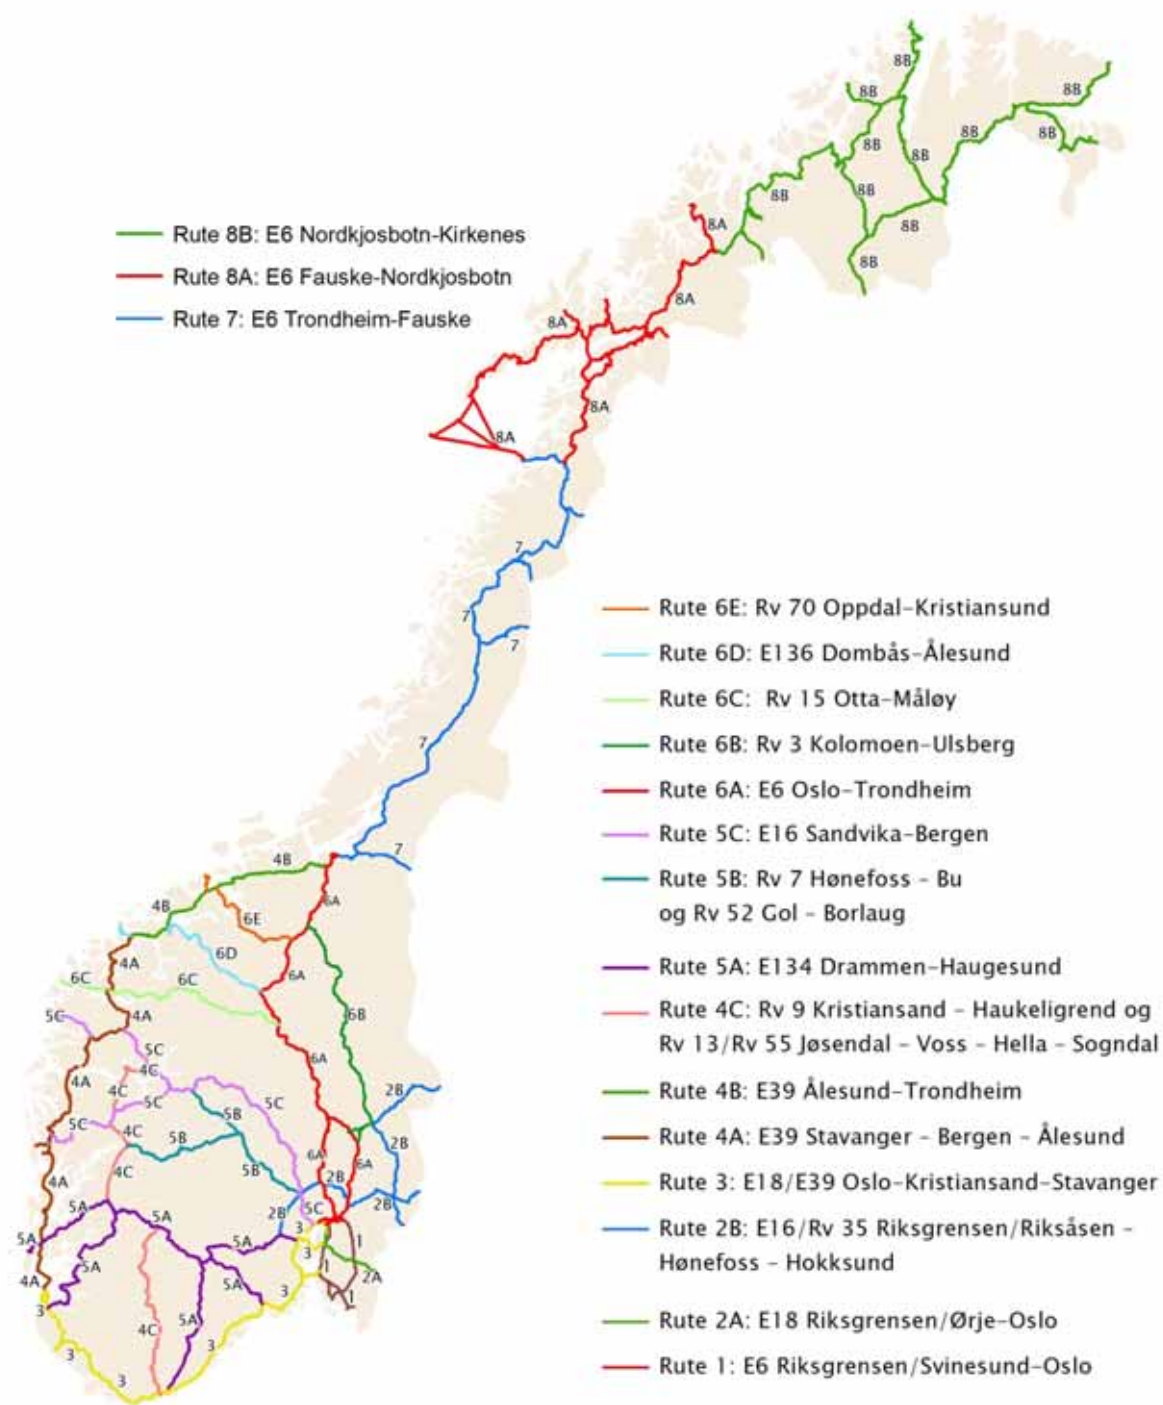 8B
8B
8B
8B
8B
8B
8B
8B
8B
8B
8B
8A
Rute 8B: E6 Nordkjosbotn-Kirkenes
Rute 8A: E6 Fauske-Nordkjosbotn
8A
Rute 7: E6 Trondheim-Fauske
8A
8A
8A
7
Rute 6E: Rv 70 Oppdal-Kristiansund
7
7
Rute 6D: E136 Dombås-Ålesund
Rute 6C: Rv 15 Otta-Måløy
7
Rute 6B: Rv 3 Kolomoen-Ulsberg
Rute 6A: E6 Oslo-Trondheim
Rute 5C: E16 Sandvika-Bergen
7
4B
Rute 5B: Rv 7 Hønefoss - Bu
og Rv 52 Gol - Borlaug
6A
4B
6E
6D
4A
Rute 5A: E134 Drammen-Haugesund
6C
6C
6A
Rute 4C: Rv 9 Kristiansand - Haukeligrend og
Rv 13/Rv 55 Jøsendal - Voss - Hella - Sogndal
5C
4A
6B
5C
6A
4C
4A
4C
5C
5C
2B
Rute 4B: E39 Ålesund-Trondheim
5C
4C
5B
5B
2B
Rute 4A: E39 Stavanger - Bergen - Ålesund
4A
4C
5B
6A
6A
2B
Rute 3: E18/E39 Oslo-Kristiansand-Stavanger
5A
5A
5C
2B
2B
Rute 2B: E16/Rv 35 Riksgrensen/Riksåsen -
Hønefoss - Hokksund
5A
5A
3
1
3
5A
4A
5A
1
2A
3
3
1
5A
4C
Rute 2A: E18 Riksgrensen/Ørje-Oslo
3
3
3
Rute 1: E6 Riksgrensen/Svinesund-Oslo